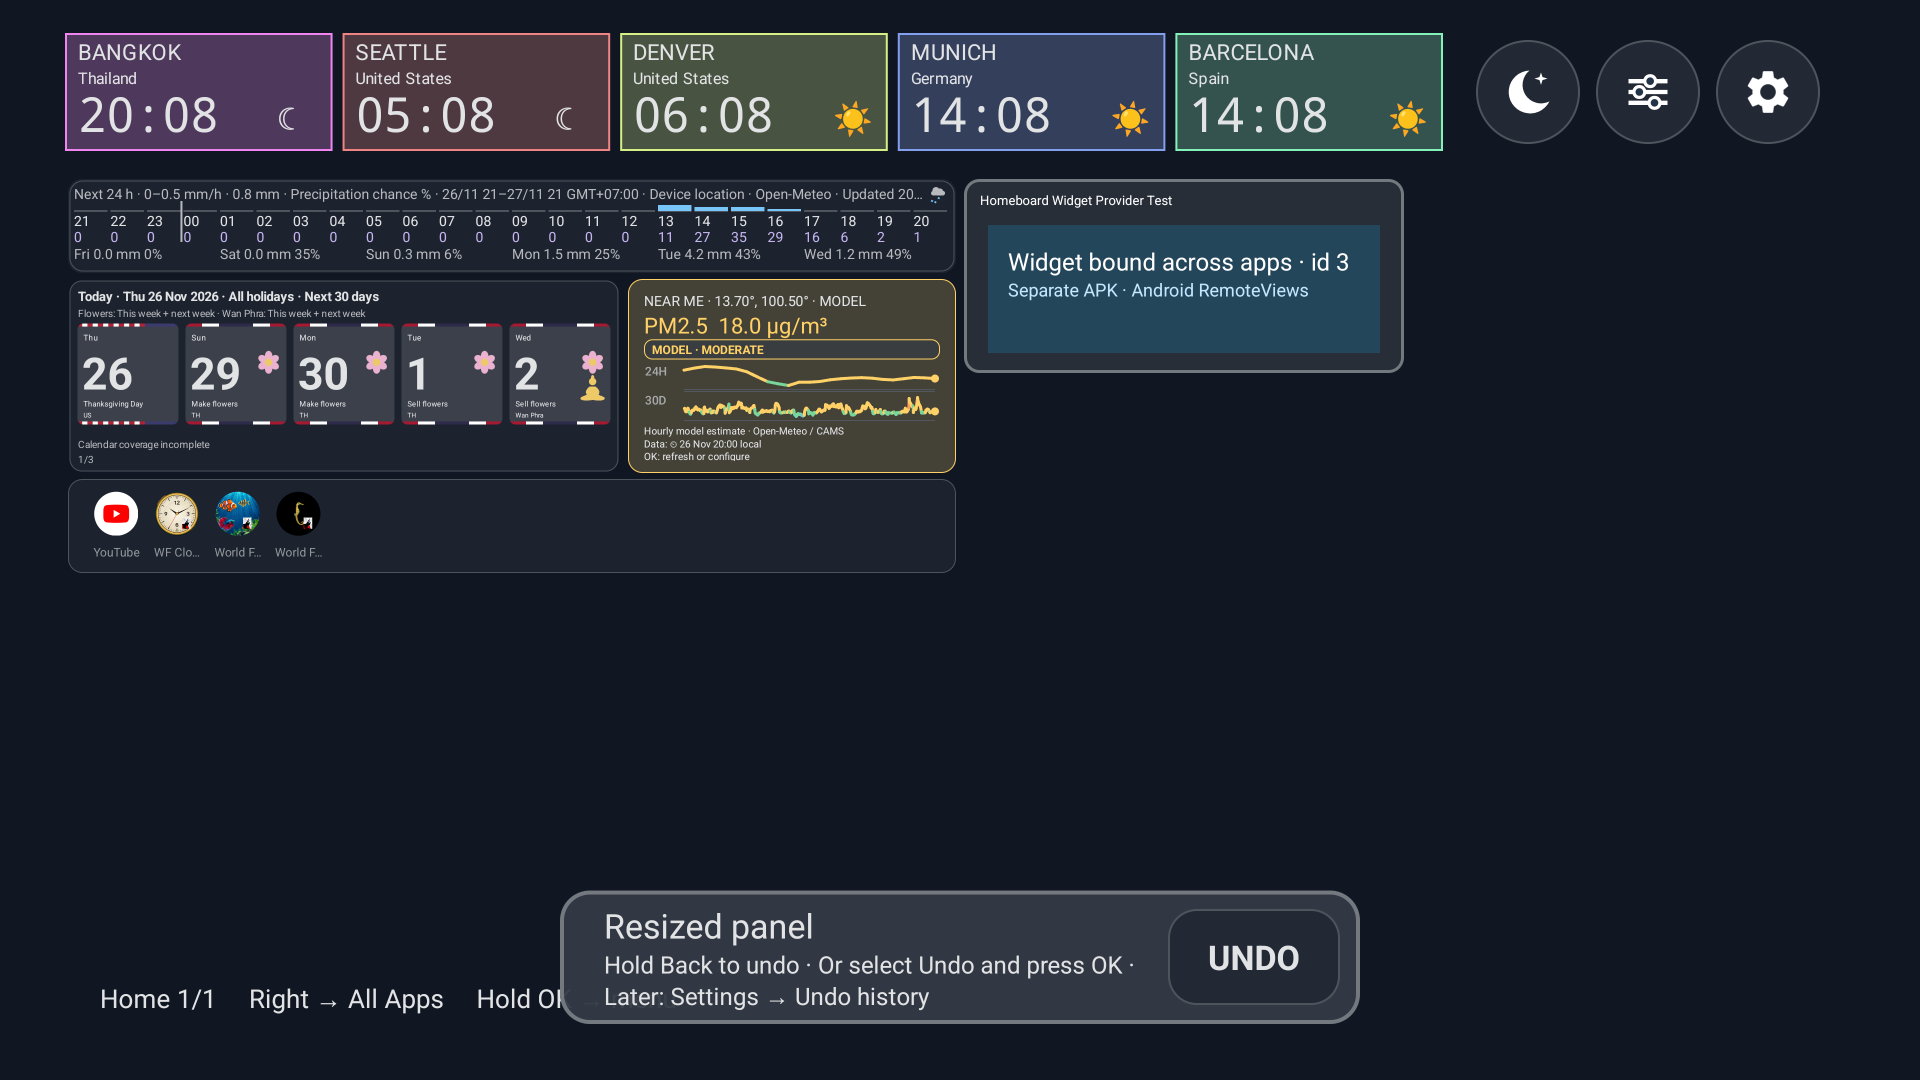 BANGKOK
Thailand
20:08
SEATTLE
United States
05:08
DENVER
United States
06:08
MUNICH
Germany
14:08
BARCELONA
Spain
14:08
Next 24 h · 0–0.5 mm/h · 0.8 mm · Precipitation chance % · 26/11 21–27/11 21 GMT+07:00 · Device location · Open-Meteo · Updated 20...
21 22 23 00 01 02 03 04 05 06 07 08 09 10 11 12 13 14 15 16 17 18 19 20
0 0 0 0 0 0 0 0 0 0 0 0 0 0 0 0 11 27 35 29 16 6 2 1
Fri 0.0 mm 0% Sat 0.0 mm 35% Sun 0.3 mm 6% Mon 1.5 mm 25% Tue 4.2 mm 43% Wed 1.2 mm 49%
Homeboard Widget Provider Test
Widget bound across apps · id 3
Separate APK · Android RemoteViews
Today · Thu 26 Nov 2026 · All holidays · Next 30 days
Flowers: This week + next week · Wan Phra: This week + next week
Thu
26
Thanksgiving Day
US
Sun
29
Make flowers
TH
Mon
30
Make flowers
TH
Tue
1
Sell flowers
TH
Wed
2
Sell flowers
Wan Phra
Calendar coverage incomplete
1/3
NEAR ME · 13.70°, 100.50° · MODEL
PM2.5 18.0 µg/m³
MODEL · MODERATE
24H
30D
Hourly model estimate · Open-Meteo / CAMS
Data: ⏲ 26 Nov 20:00 local
OK: refresh or configure
YouTube
WF Clo...
World F...
World F...
Resized panel
Hold Back to undo · Or select Undo and press OK ·
Later: Settings → Undo history
UNDO
Home 1/1 Right → All Apps Hold OK →